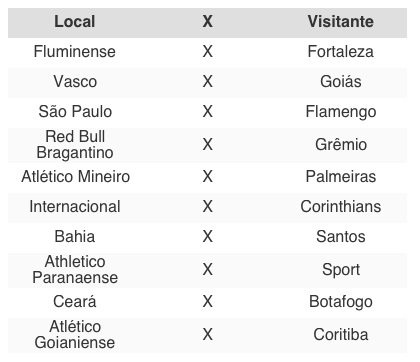 Local X Visitante
Fluminense X Fortaleza
Vasco X Goiás
São Paulo X Flamengo
Red Bull
Bragantino X Grêmio
Atlético Mineiro X Palmeiras
Internacional X Corinthians
Bahia X Santos
Athletico
Paranaense X Sport
Ceará X Botafogo
Atlético
Goianiense X Coritiba